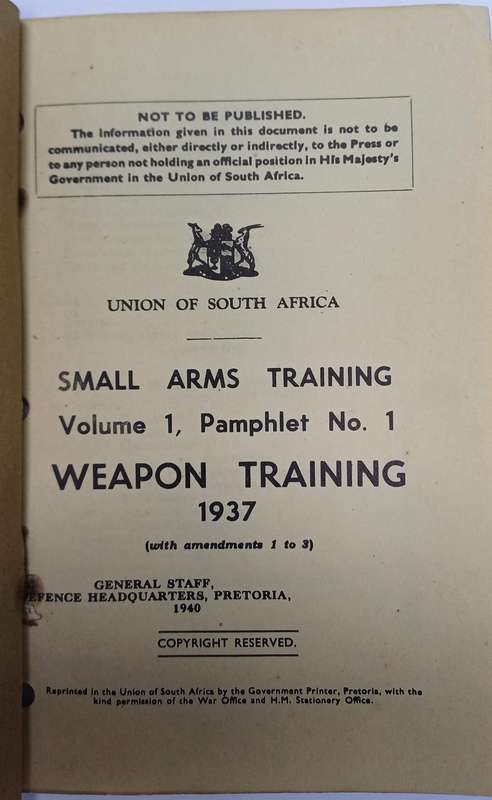 NOT TO BE PUBLISHED.
The information given in this document is not to be
communicated, either directly or indirectly, to the Press or
to any person not holding an official position in His Majesty's
Government in the Union of South Africa.
UNION OF SOUTH AFRICA
SMALL ARMS TRAINING
Volume 1, Pamphlet No. 1
WEAPON TRAINING
1937
(with amendments 1 to 3)
GENERAL STAFF,
DEFENCE HEADQUARTERS, PRETORIA,
1940
COPYRIGHT RESERVED.
Reprinted in the Union of South Africa by the Government Printer, Pretoria, with the
kind permission of the War Office and H.M. Stationery Office.